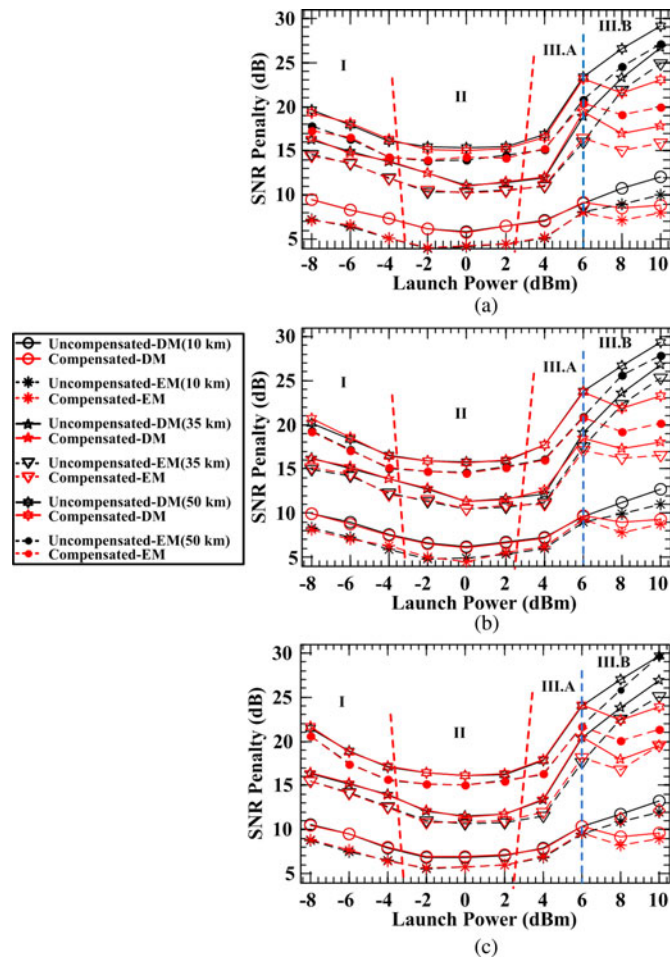 30
25
20
15
10
5
SNR Penalty (dB)
I
II
III.A
III.B
-8 -6 -4 -2 0 2 4 6 8 10
Launch Power (dBm)
(a)
Uncompensated-DM(10 km)
Compensated-DM
Uncompensated-EM(10 km)
Compensated-EM
Uncompensated-DM(35 km)
Compensated-DM
Uncompensated-EM(35 km)
Compensated-EM
Uncompensated-DM(50 km)
Compensated-DM
Uncompensated-EM(50 km)
Compensated-EM
30
25
20
15
10
5
SNR Penalty (dB)
I
II
III.A
III.B
-8 -6 -4 -2 0 2 4 6 8 10
Launch Power (dBm)
(b)
30
25
20
15
10
5
SNR Penalty (dB)
I
II
III.A
III.B
-8 -6 -4 -2 0 2 4 6 8 10
Launch Power (dBm)
(c)